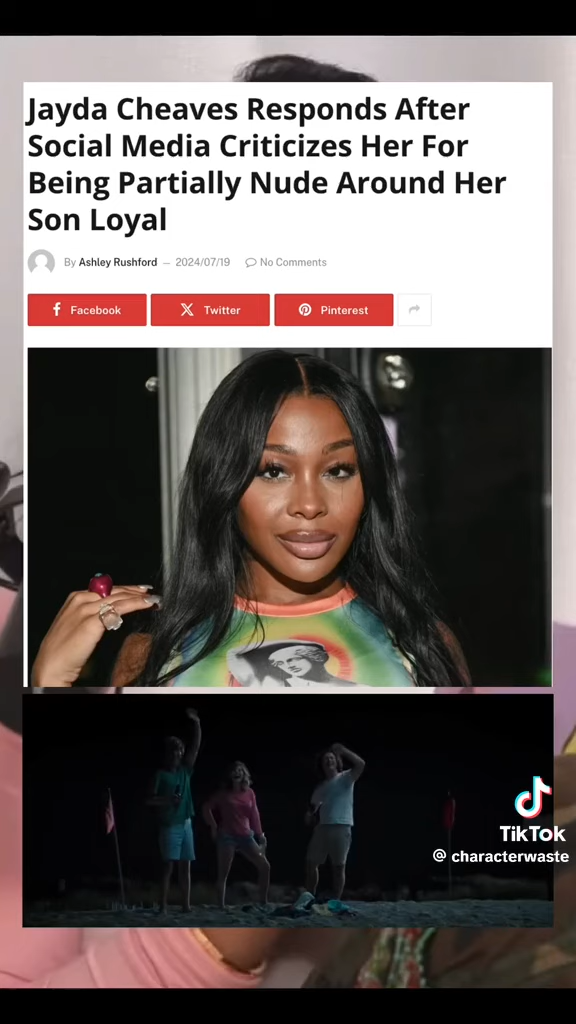 Jayda Cheaves Responds After
Social Media Criticizes Her For
Being Partially Nude Around Her
Son Loyal
By Ashley Rushford — 2024/07/19 No Comments
Facebook Twitter Pinterest
TikTok
@ characterwaste